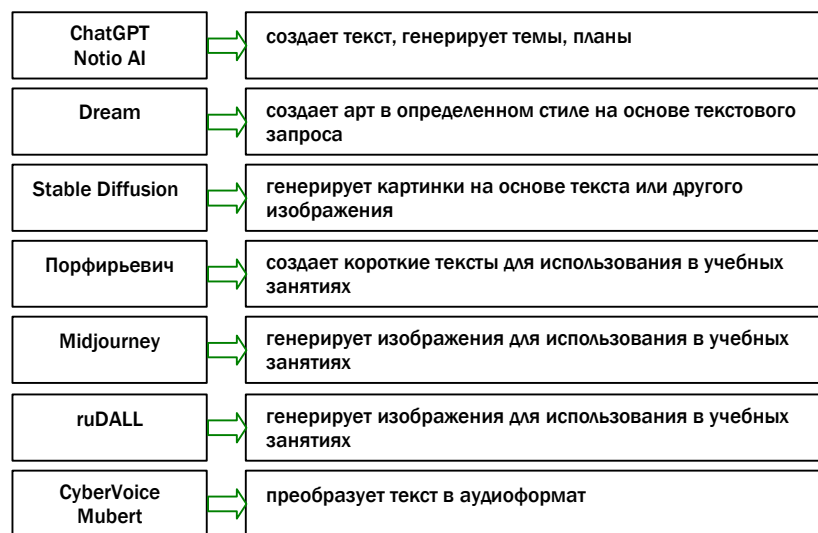 ChatGPT
Notio AI
создает текст, генерирует темы, планы
Dream
создает арт в определенном стиле на основе текстового
запроса
Stable Diffusion
генерирует картинки на основе текста или другого
изображения
Порфирьевич
создает короткие тексты для использования в учебных
занятиях
Midjourney
генерирует изображения для использования в учебных
занятиях
ruDALL
генерирует изображения для использования в учебных
занятиях
CyberVoice
Mubert
преобразует текст в аудиоформат